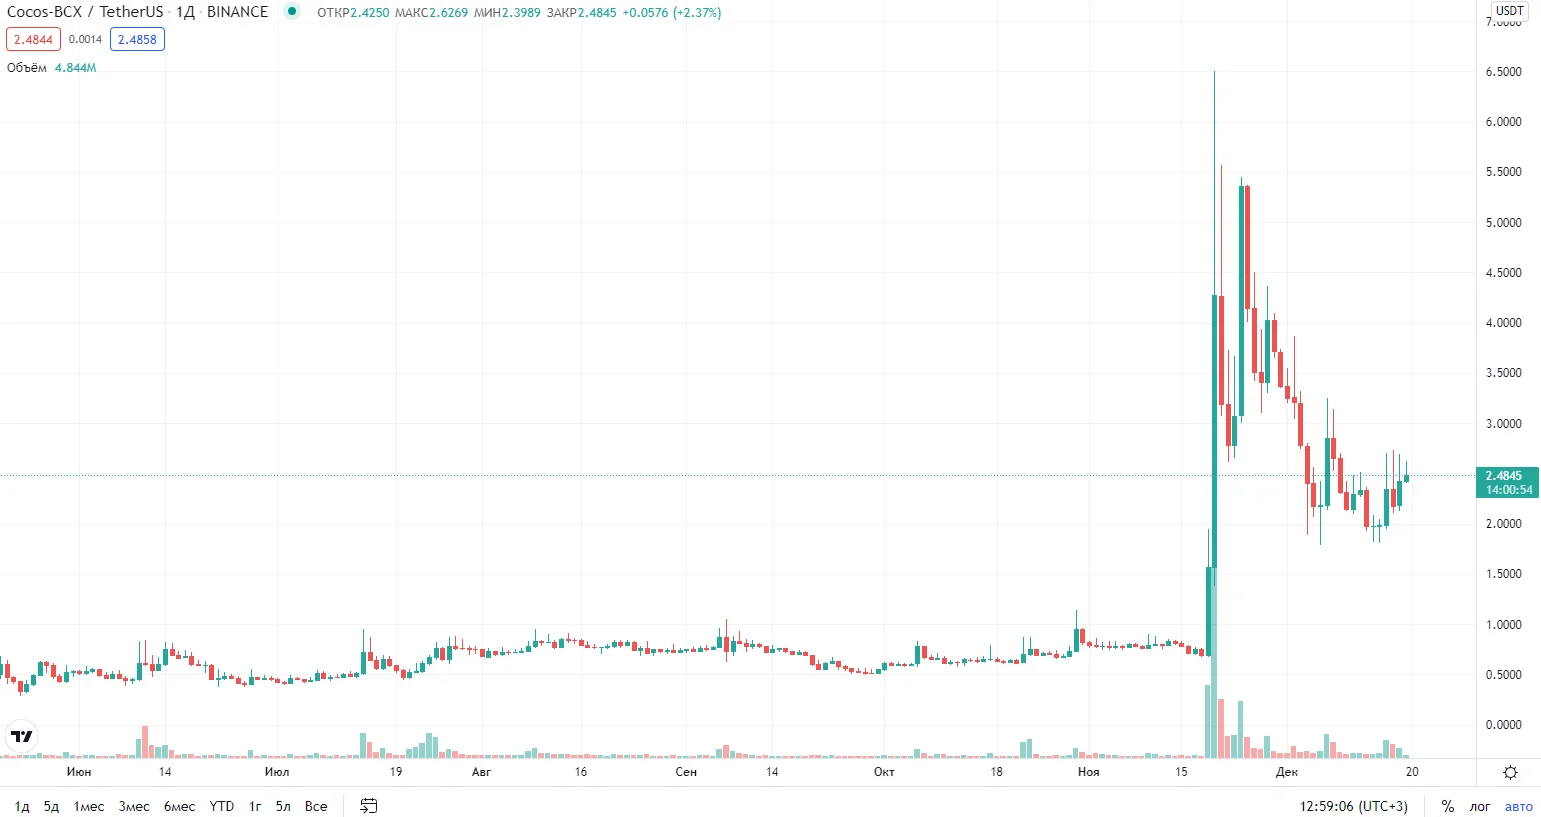 Cocos-BCX / TetherUS · 1Д · BINANCE ОТКР2.4250 МАКС2.6269 МИН2.3989 ЗАКР2.4845 +0.0576 (+2.37%)
USDT
2.4844 0.0014 2.4858
Объём 4.844M
7.0000
6.5000
6.0000
5.5000
5.0000
4.5000
4.0000
3.5000
3.0000
2.4845
14:00:54
2.0000
1.5000
1.0000
0.5000
0.0000
Июн 14 Июл 19 Авг 16 Сен 14 Окт 18 Ноя 15 Дек 20
1д 5д 1мес 3мес 6мес YTD 1г 5л Все 12:59:06 (UTC+3) % лог авто